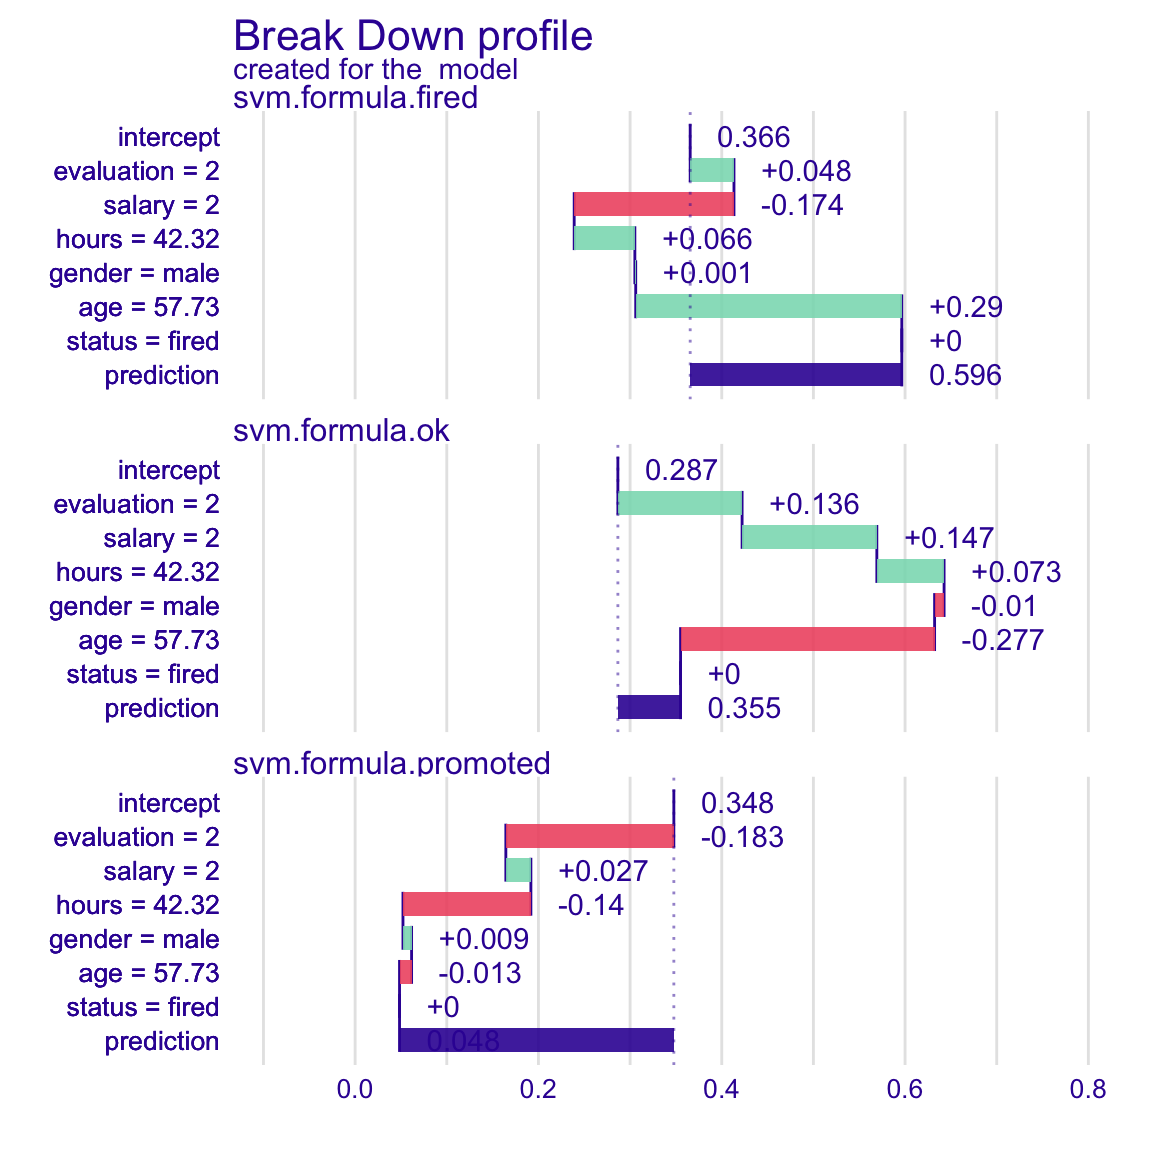 Break Down profile
created for the  model
svm.formula.fired
intercept 0.366
evaluation = 2 +0.048
salary = 2 -0.174
hours = 42.32 +0.066
gender = male +0.001
age = 57.73 +0.29
status = fired +0
prediction 0.596
svm.formula.ok
intercept 0.287
evaluation = 2 +0.136
salary = 2 +0.147
hours = 42.32 +0.073
gender = male -0.01
age = 57.73 -0.277
status = fired +0
prediction 0.355
svm.formula.promoted
intercept 0.348
evaluation = 2 -0.183
salary = 2 +0.027
hours = 42.32 -0.14
gender = male +0.009
age = 57.73 -0.013
status = fired +0
prediction 0.048
0.0 0.2 0.4 0.6 0.8